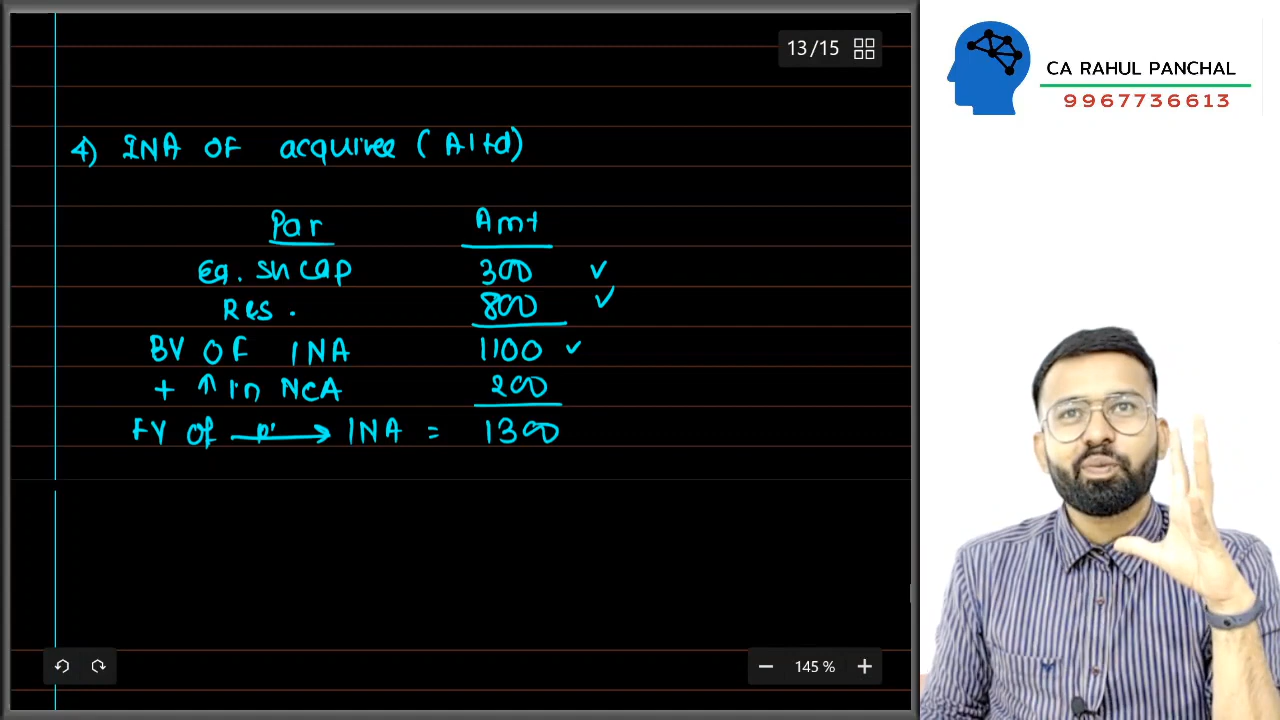 13/15
CA RAHUL PANCHAL
9967736613
4) INA OF acquiree (A ltd)
Par Amt
Eq. sh cap 300 ✓
Res. 800 ✓
BV OF INA 1100 ✓
+ ↑ in NCA 200
FV of → INA = 1300
145 %